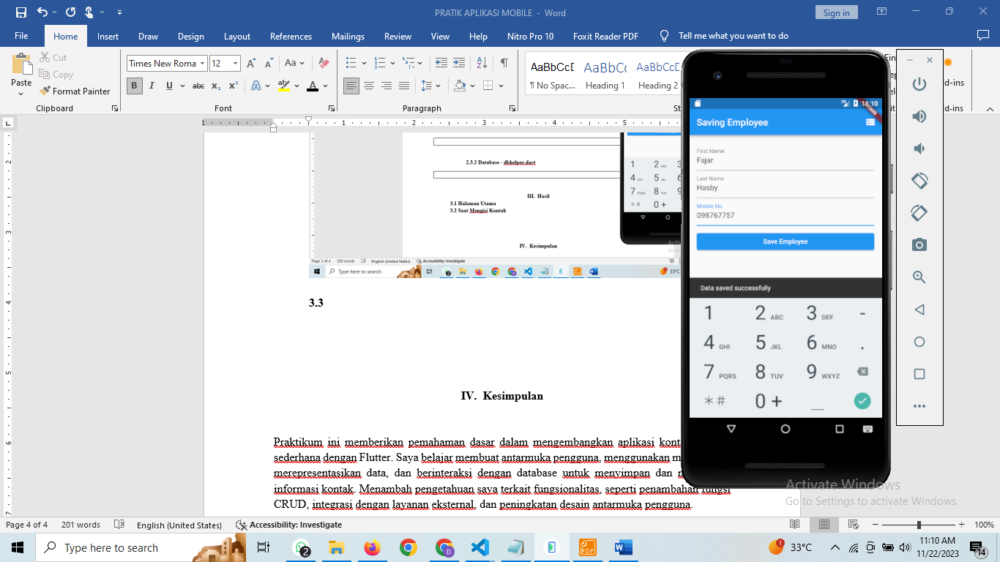 PRATIK APLIKASI MOBILE - Word
Sign in
File Home Insert Draw Design Layout References Mailings Review View Help Nitro Pro 10 Foxit Reader PDF Tell me what you want to do
Paste
Cut
Copy
Format Painter
Clipboard
Times New Roma 12
Font
Paragraph
AaBbCcD AaBbCc AaBbCcD
¶ No Spac... Heading 1 Heading 2
d-ins
d-ins
2.3.2 Database - dbhelper.dart
III. Hasil
3.1 Halaman Utama
3.2 Saat Mengisi Kontak
IV. Kesimpulan
Page 3 of 4 200 words English (United States) Accessibility: Investigate
Type here to search
33°C
3.3
IV. Kesimpulan
Praktikum ini memberikan pemahaman dasar dalam mengembangkan aplikasi kont
sederhana dengan Flutter. Saya belajar membuat antarmuka pengguna, menggunakan m
merepresentasikan data, dan berinteraksi dengan database untuk menyimpan dan m
informasi kontak. Menambah pengetahuan saya terkait fungsionalitas, seperti penambahan fungsi
CRUD, integrasi dengan layanan eksternal, dan peningkatan desain antarmuka pengguna.
11:10
Saving Employee
First Name
Fajar
Last Name
Hasby
Mobile No
098767757
Save Employee
Data saved successfully
1 2 ABC 3 DEF -
4 GHI 5 JKL 6 MNO .
7 PQRS 8 TUV 9 WXYZ
* # 0 + _
Activate Windows
Go to Settings to activate Windows.
Page 4 of 4 201 words English (United States) Accessibility: Investigate 100%
Type here to search
33°C
11:10 AM
11/22/2023
14